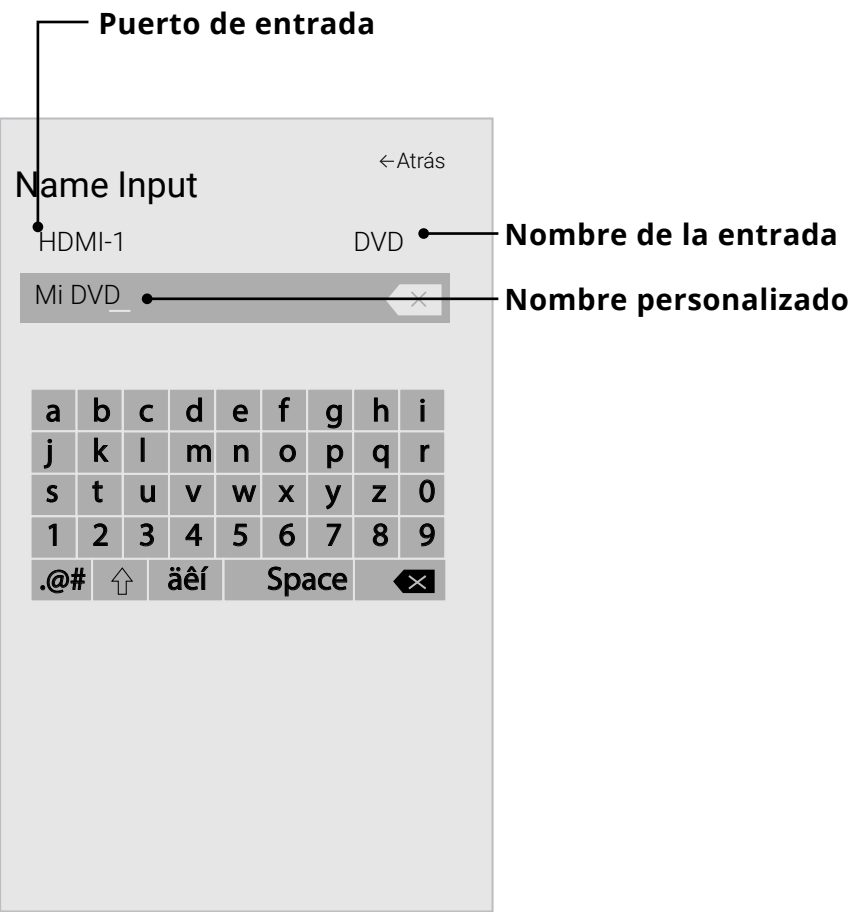 Puerto de entrada
←Atrás
Name Input
HDMI-1 DVD Nombre de la entrada
Mi DVD_ Nombre personalizado
a b c d e f g h i
j k l m n o p q r
s t u v w x y z 0
1 2 3 4 5 6 7 8 9
.@# äêí Space